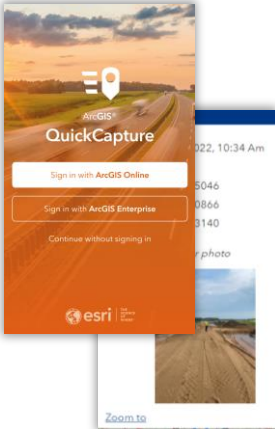 ArcGIS®
QuickCapture
Sign in with ArcGIS Online
Sign in with ArcGIS Enterprise
Continue without signing in
esri
022, 10:34 Am
5046
0866
3140
photo
Zoom to